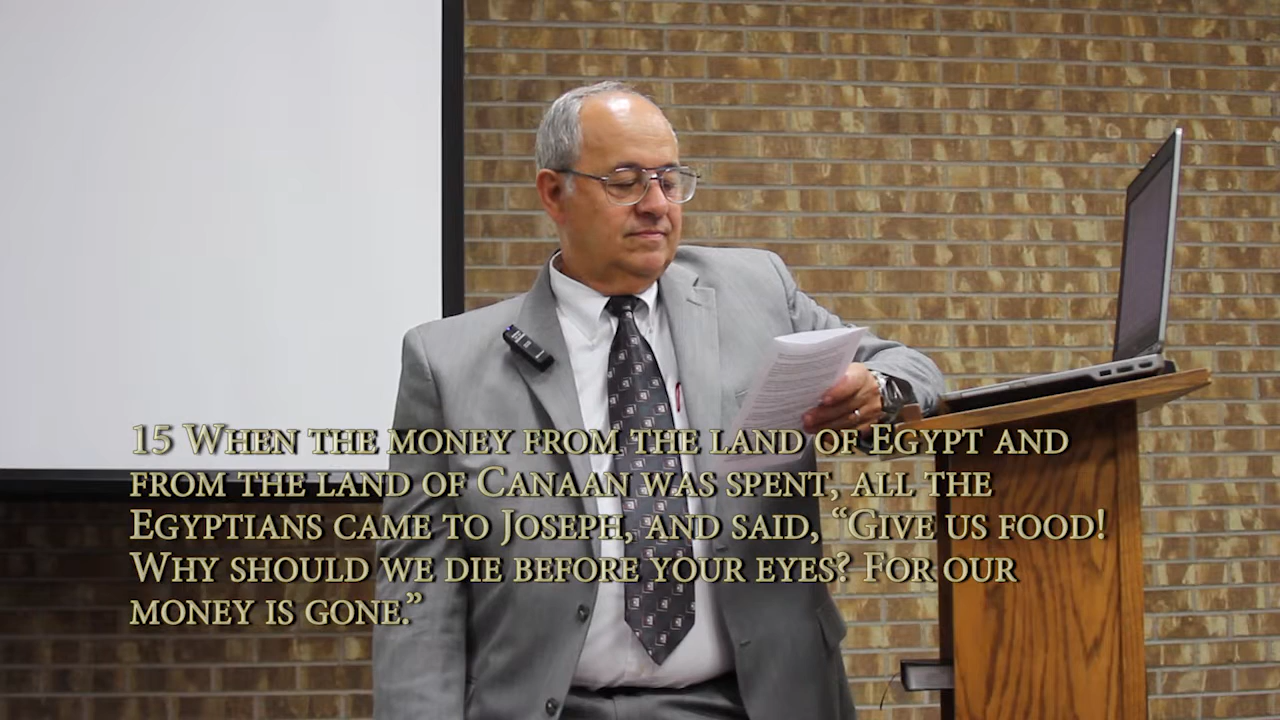 15 When the money from the land of Egypt and
from the land of Canaan was spent, all the
Egyptians came to Joseph, and said, “Give us food!
Why should we die before your eyes? For our
money is gone.”